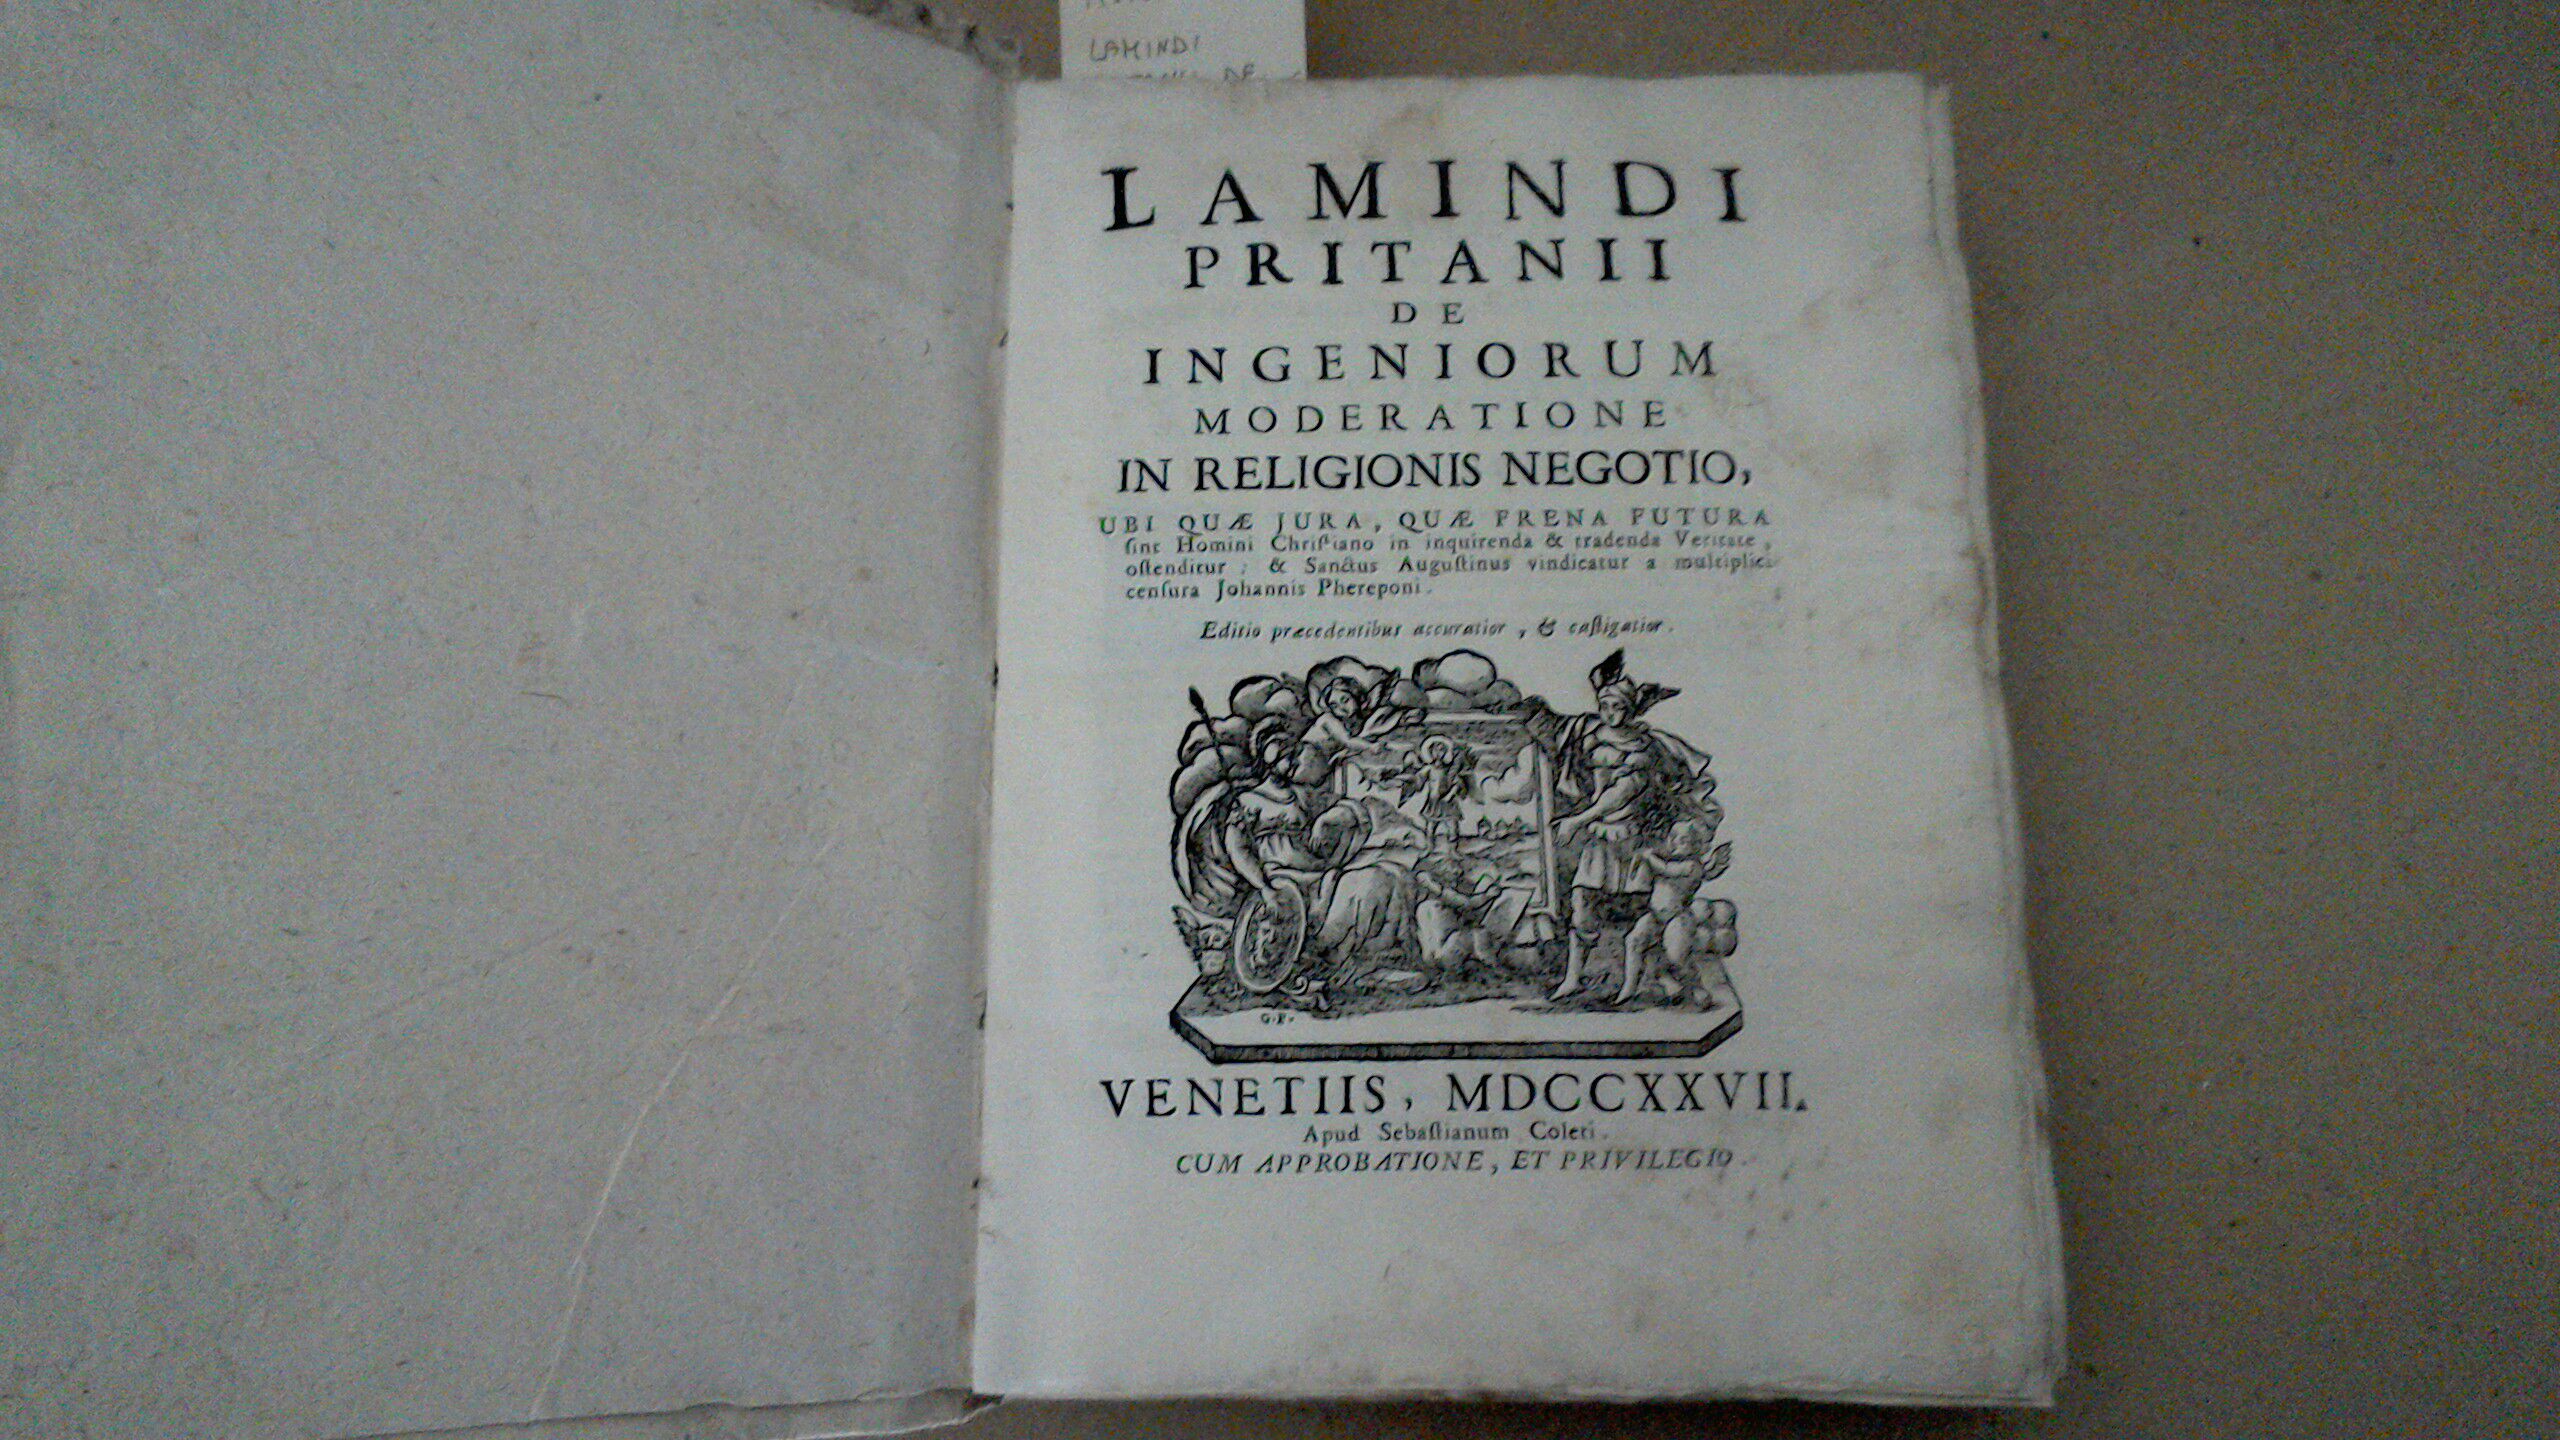 LAMINDI
DE
LAMINDI
PRITANII
DE
INGENIORUM
MODERATIONE
IN RELIGIONIS NEGOTIO,
UBI QUÆ JURA, QUÆ FRENA FUTURA
ſint Homini Chriſtiano in inquirenda & tradenda Veritate,
oſtenditur: & Sanctus Auguſtinus vindicatur a multiplici
cenſura Johannis Phereponi.
Editio præcedentibus accuratior, & caſtigatior.
G.F.
VENETIIS, MDCCXXVII.
Apud Sebaſtianum Coleti.
CUM APPROBATIONE, ET PRIVILEGIO.